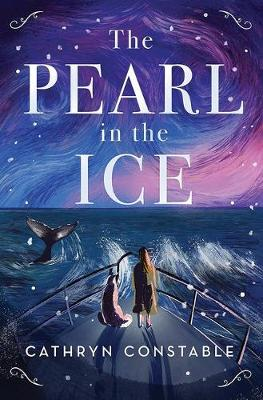 The
PEARL
in the
ICE
CATHRYN CONSTABLE